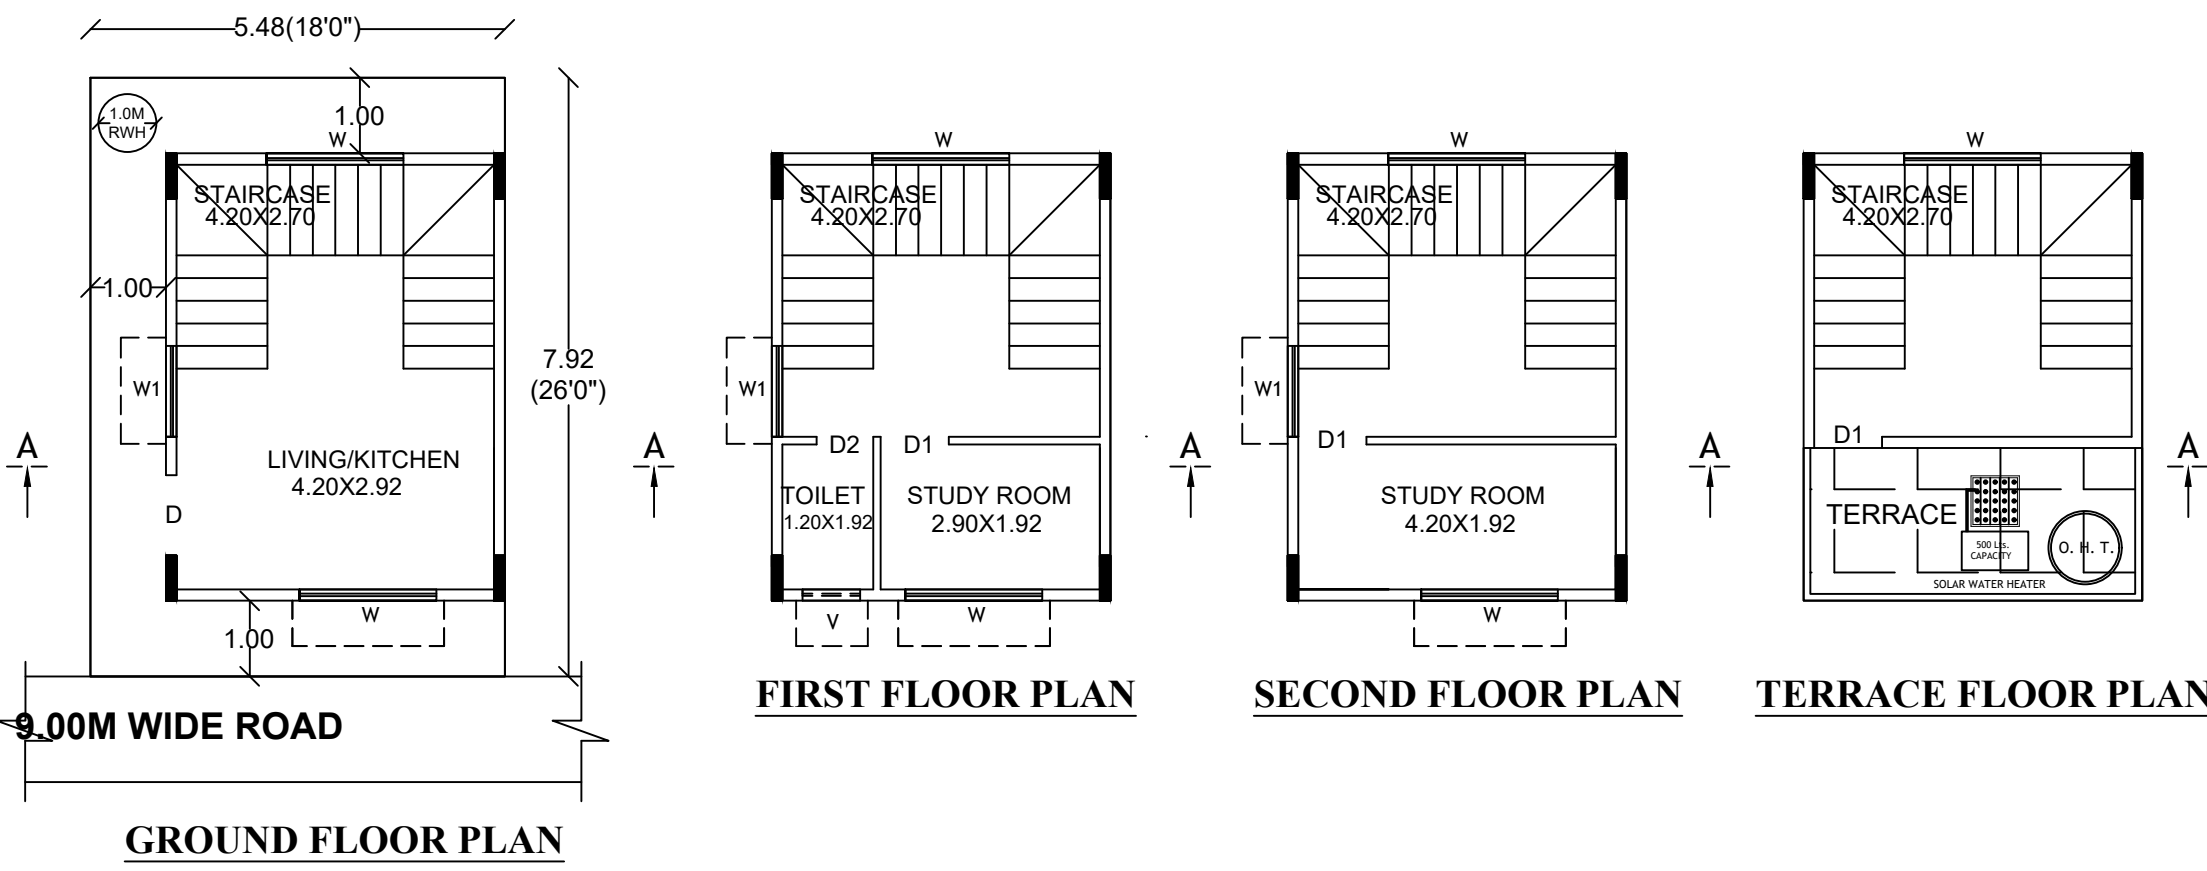 5.48(18'0")
1.0M
RWH
1.00
W
STAIRCASE
4.20X2.70
1.00
7.92
(26'0")
W1
A
A
LIVING/KITCHEN
4.20X2.92
D
W
1.00
9.00M WIDE ROAD
GROUND FLOOR PLAN
W
STAIRCASE
4.20X2.70
W1
D2
D1
TOILET
1.20X1.92
STUDY ROOM
2.90X1.92
V
W
FIRST FLOOR PLAN
W
STAIRCASE
4.20X2.70
W1
A
D1
A
STUDY ROOM
4.20X1.92
W
SECOND FLOOR PLAN
W
STAIRCASE
4.20X2.70
D1
A
TERRACE
500 Lts.
CAPACITY
O. H. T.
SOLAR WATER HEATER
TERRACE FLOOR PLAN